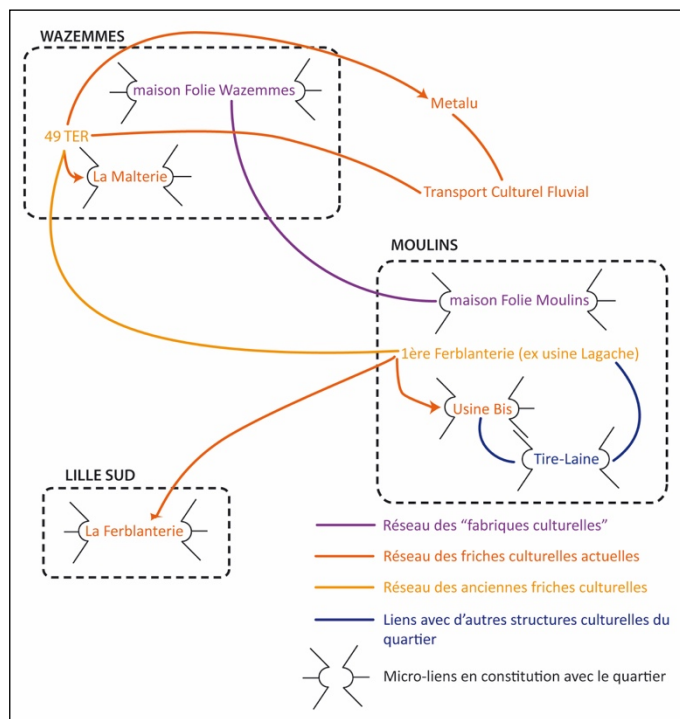 WAZEMMES
maison Folie Wazemmes
49 TER
La Malterie
Metalu
Transport Culturel Fluvial
MOULINS
maison Folie Moulins
1ère Ferblanterie (ex usine Lagache)
Usine Bis
Tire-Laine
LILLE SUD
La Ferblanterie
Réseau des “fabriques culturelles”
Réseau des friches culturelles actuelles
Réseau des anciennes friches culturelles
Liens avec d’autres structures culturelles du
quartier
Micro-liens en constitution avec le quartier